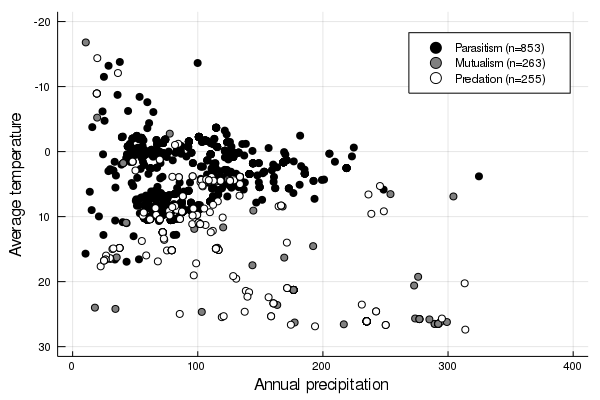 -20
Parasitism (n=853)
Mutualism (n=263)
Predation (n=255)
-10
0
10
20
30
Average temperature
0
100
200
300
400
Annual precipitation